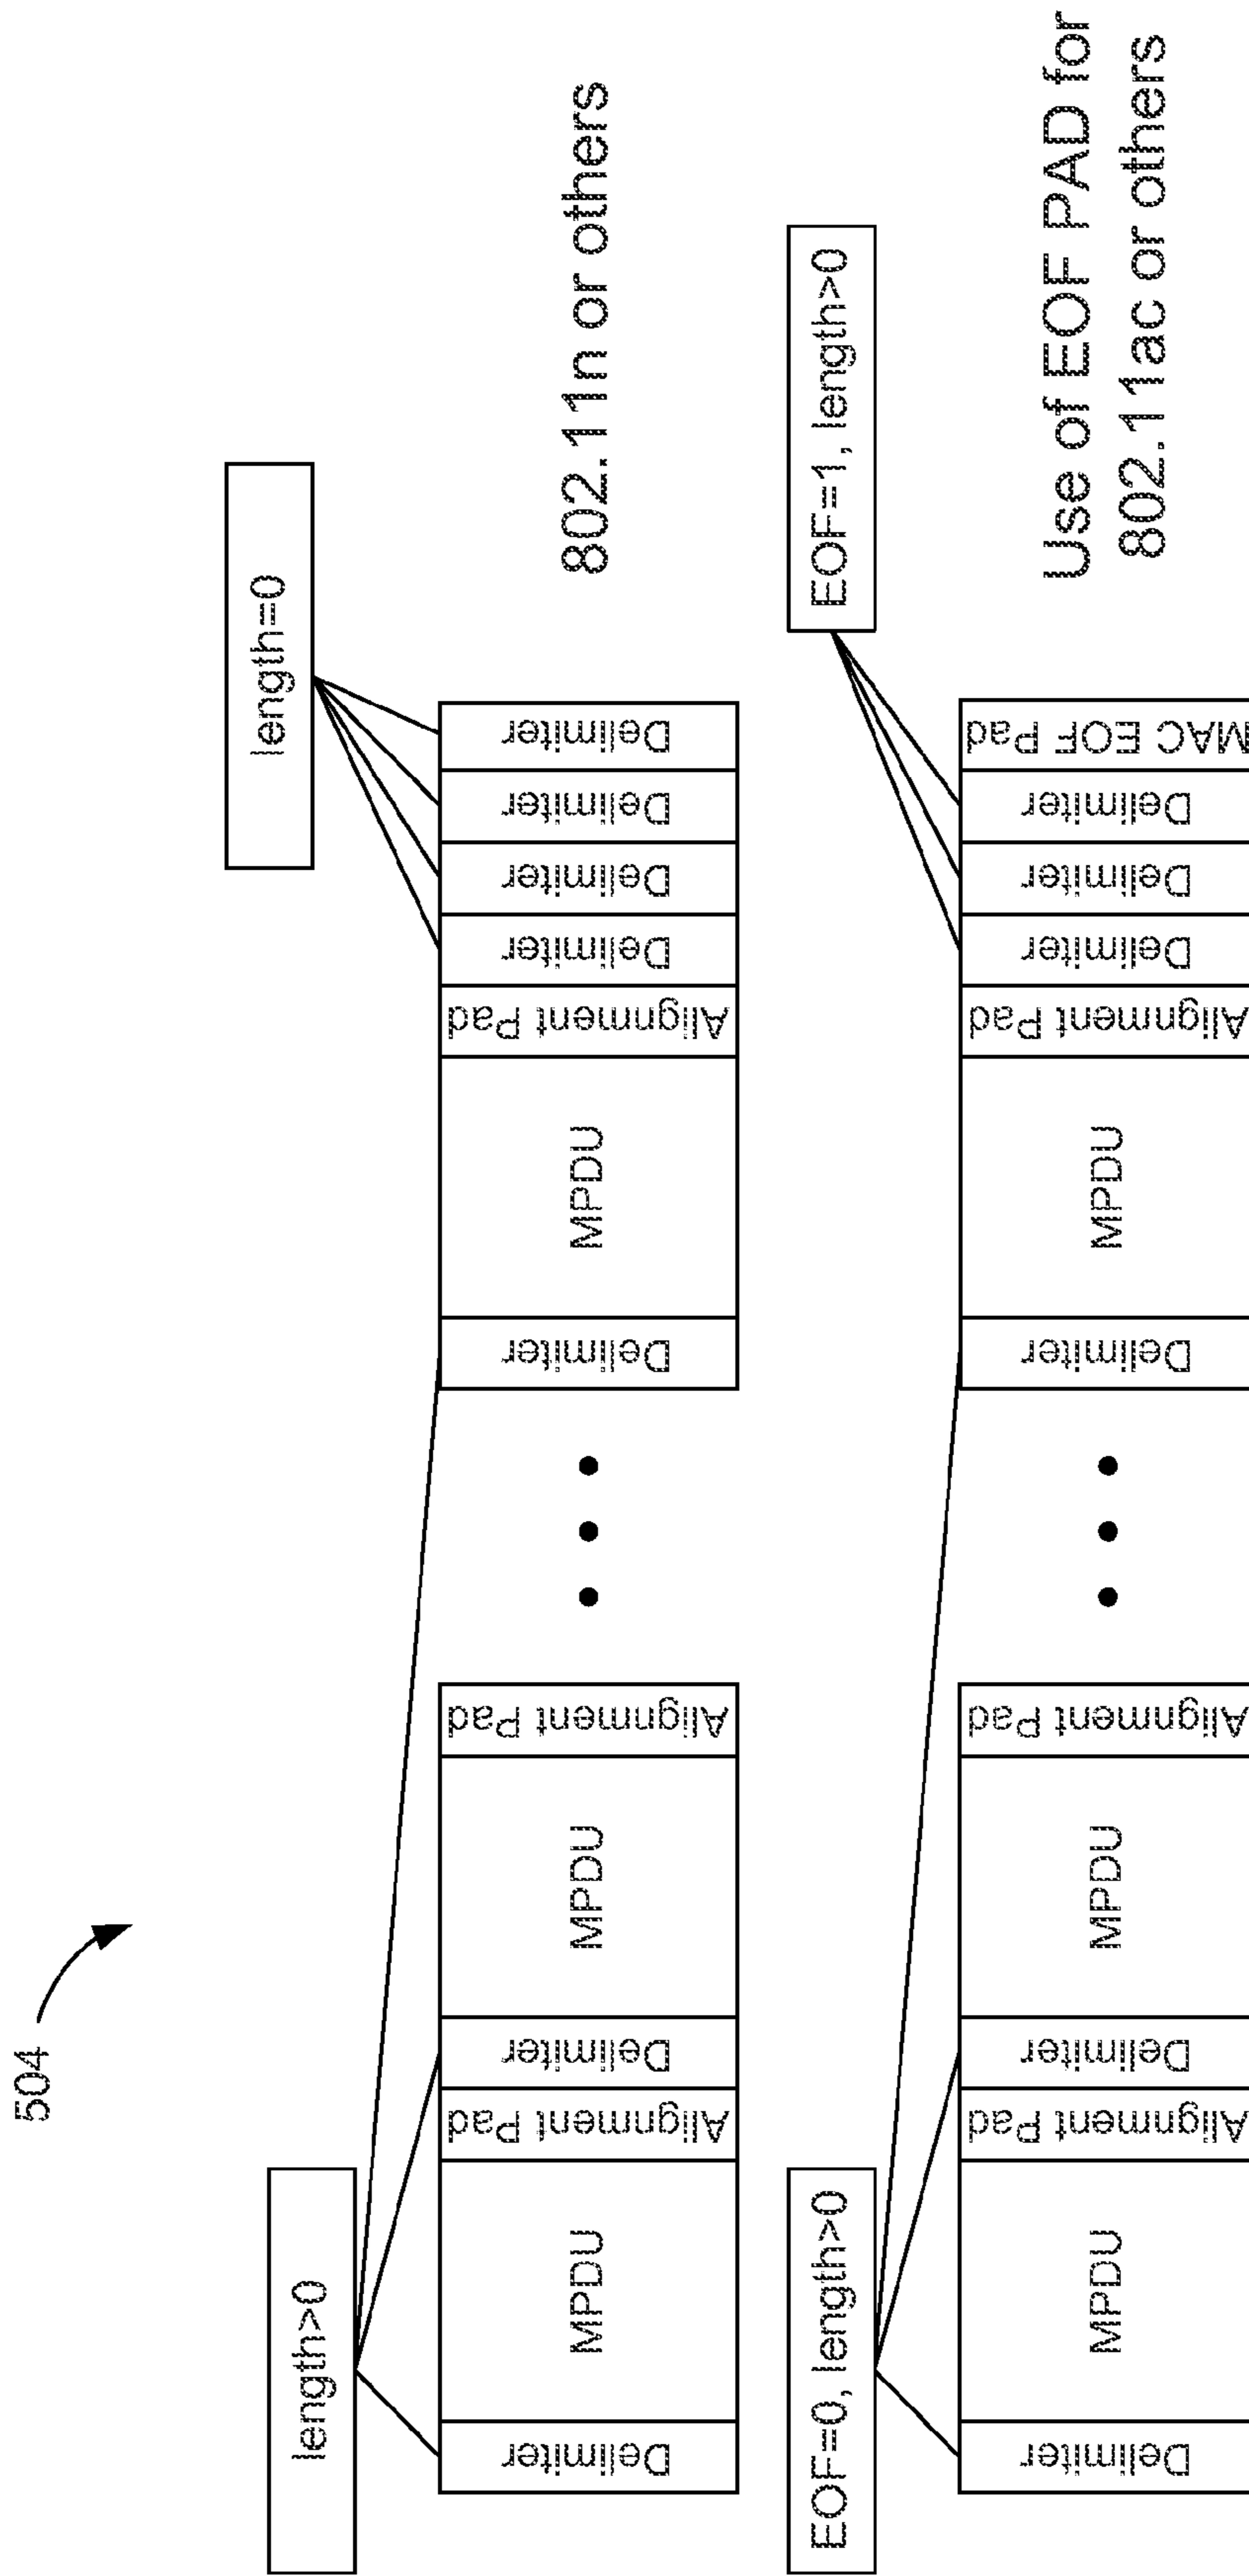 504
length>0
length=0
Delimiter
MPDU
Alignment Pad
Delimiter
MPDU
Alignment Pad
Delimiter
MPDU
Alignment Pad
Delimiter
Delimiter
Delimiter
Delimiter
802.11n or others
EOF=0, length>0
EOF=1, length>0
Delimiter
MPDU
Alignment Pad
Delimiter
MPDU
Alignment Pad
Delimiter
MPDU
Alignment Pad
Delimiter
Delimiter
Delimiter
MAC EOF Pad
Use of EOF PAD for
802.11ac or others